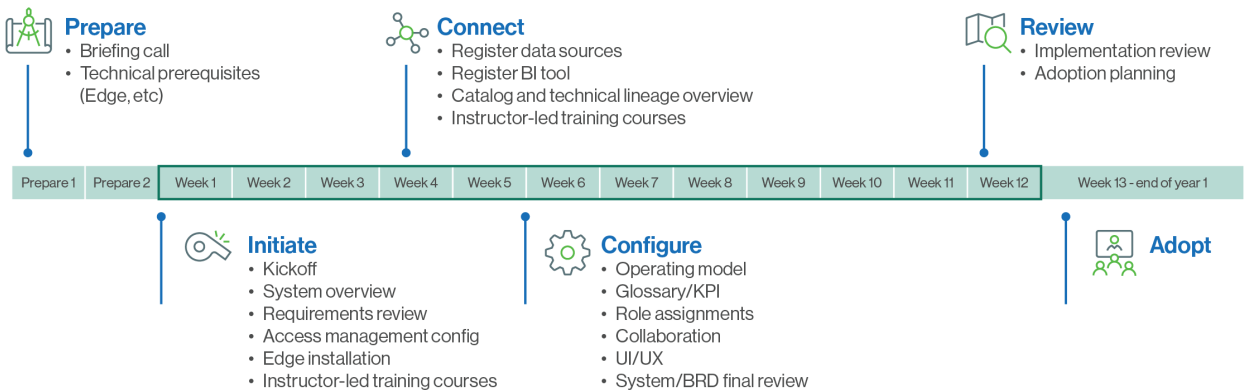 Prepare
• Briefing call
• Technical prerequisites
(Edge, etc)
Connect
• Register data sources
• Register BI tool
• Catalog and technical lineage overview
• Instructor-led training courses
Review
• Implementation review
• Adoption planning
Prepare 1
Prepare 2
Week 1
Week 2
Week 3
Week 4
Week 5
Week 6
Week 7
Week 8
Week 9
Week 10
Week 11
Week 12
Week 13 - end of year 1
Initiate
• Kickoff
• System overview
• Requirements review
• Access management config
• Edge installation
• Instructor-led training courses
Configure
• Operating model
• Glossary/KPI
• Role assignments
• Collaboration
• UI/UX
• System/BRD final review
Adopt